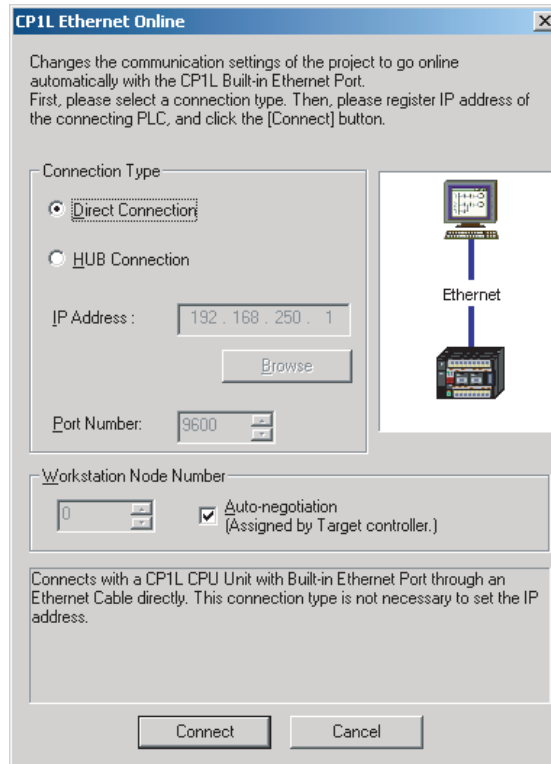 CP1L Ethernet Online
Changes the communication settings of the project to go online
automatically with the CP1L Built-in Ethernet Port.
First, please select a connection type. Then, please register IP address of
the connecting PLC, and click the [Connect] button.
Connection Type
Direct Connection
HUB Connection
IP Address :
192 . 168 . 250 . 1
Browse
Port Number:
9600
Ethernet
Workstation Node Number
0
Auto-negotiation
(Assigned by Target controller.)
Connects with a CP1L CPU Unit with Built-in Ethernet Port through an
Ethernet Cable directly. This connection type is not necessary to set the IP
address.
Connect
Cancel